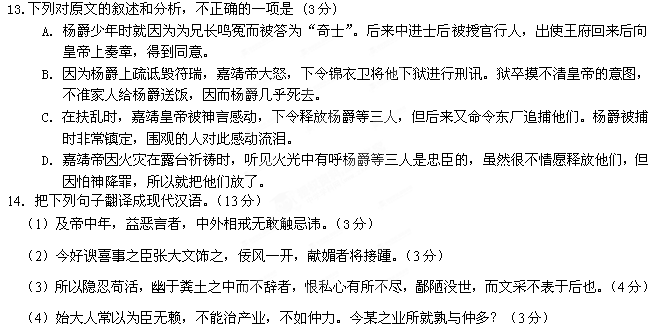 13.下列对原文的叙述和分析，不正确的一项是（3分）
A. 杨爵少年时就因为为兄长鸣冤而被答为“奇士”。后来中进士后被授官行人，出使王府回来后向
皇帝上奏章，得到同意。
B. 因为杨爵上疏诋毁符瑞，嘉靖帝大怒，下令锦衣卫将他下狱进行刑讯。狱卒摸不清皇帝的意图，
不准家人给杨爵送饭，因而杨爵几乎死去。
C. 在扶乱时，嘉靖皇帝被神言感动，下令释放杨爵等三人，但后来又命令东厂追捕他们。杨爵被捕
时非常镇定，围观的人对此感动流泪。
D. 嘉靖帝因火灾在露台祈祷时，听见火光中有呼杨爵等三人是忠臣的，虽然很不情愿释放他们，但
因怕神降罪，所以就把他们放了。
14. 把下列句子翻译成现代汉语。（13分）
（1）及帝中年，益恶言者，中外相戒无敢触忌讳。（3分）
（2）今好谀喜事之臣张大文饰之，佞风一开，献媚者将接踵。（3分）
（3）所以隐忍苟活，幽于粪土之中而不辞者，恨私心有所不尽，鄙陋没世，而文采不表于后也。（4分）
（4）始大人常以为臣无赖，不能治产业，不如仲力。今某之业所就孰与仲多？（3分）